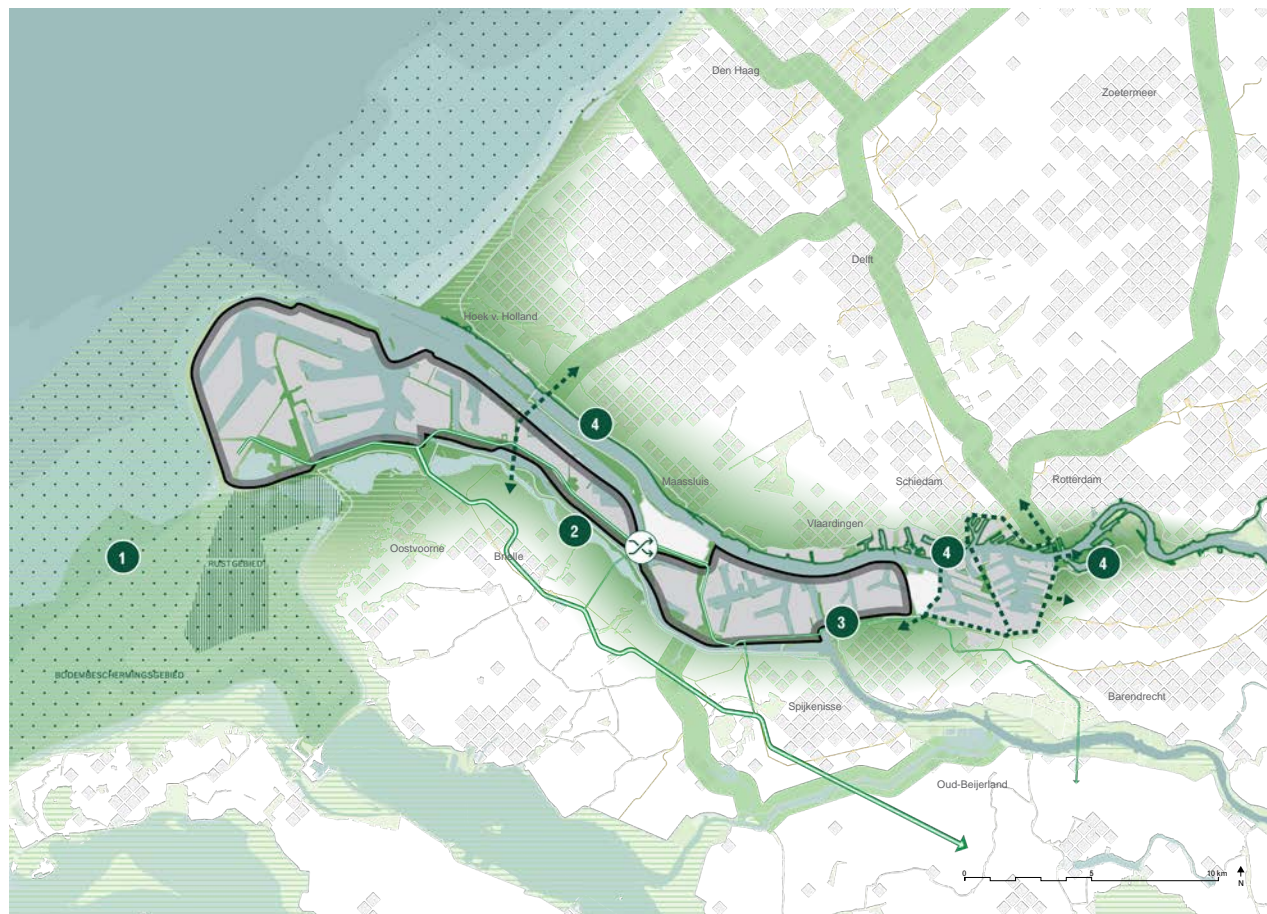 Den Haag
Zoetermeer
Delft
Hoek v. Holland
4
Maassluis
Schiedam
Rotterdam
Vlaardingen
2
Oostvoorne
Brielle
4
4
1
RUSTGEBIED
3
BODEMBESCHERMINGSGEBIED
Barendrecht
Spijkenisse
Oud-Beijerland
0
5
10 km
N